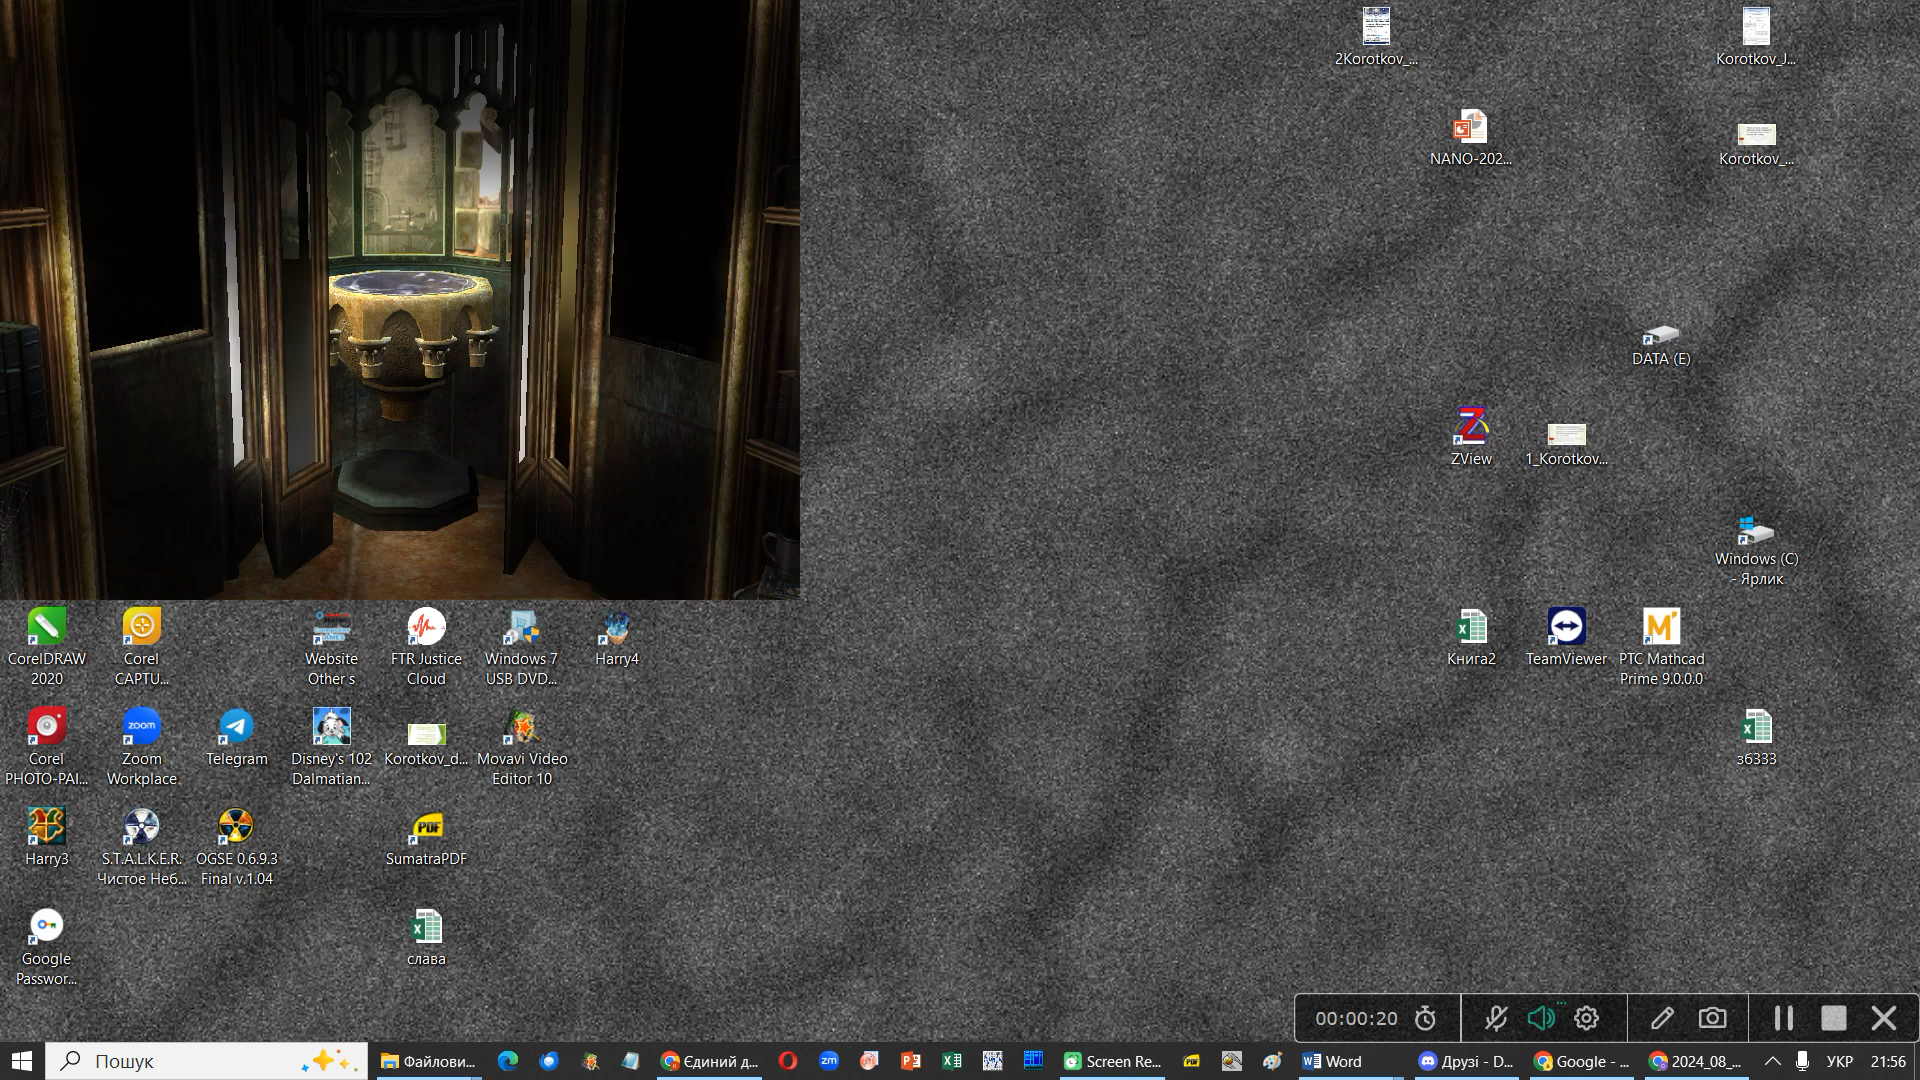 2Korotkov_...
Korotkov_J...
NANO-202...
Korotkov_...
DATA (E)
ZView
1_Korotkov...
Windows (C)
- Ярлик
CorelDRAW
2020
Corel
CAPTU...
Website
Other s
FTR Justice
Cloud
Windows 7
USB DVD...
Harry4
Книга2
TeamViewer
PTC Mathcad
Prime 9.0.0.0
Corel
PHOTO-PAI...
zoom
Zoom
Workplace
Telegram
Disney's 102
Dalmatian...
Korotkov_d...
Movavi Video
Editor 10
з6333
Harry3
S.T.A.L.K.E.R.
Чистое Неб...
OGSE 0.6.9.3
Final v.1.04
PDF
SumatraPDF
Google
Passwor...
слава
00:00:20
Пошук
Файлови...
Єдиний д...
zm
Screen Re...
PDF
Word
Друзі - D...
Google - ...
2024_08_...
УКР
21:56